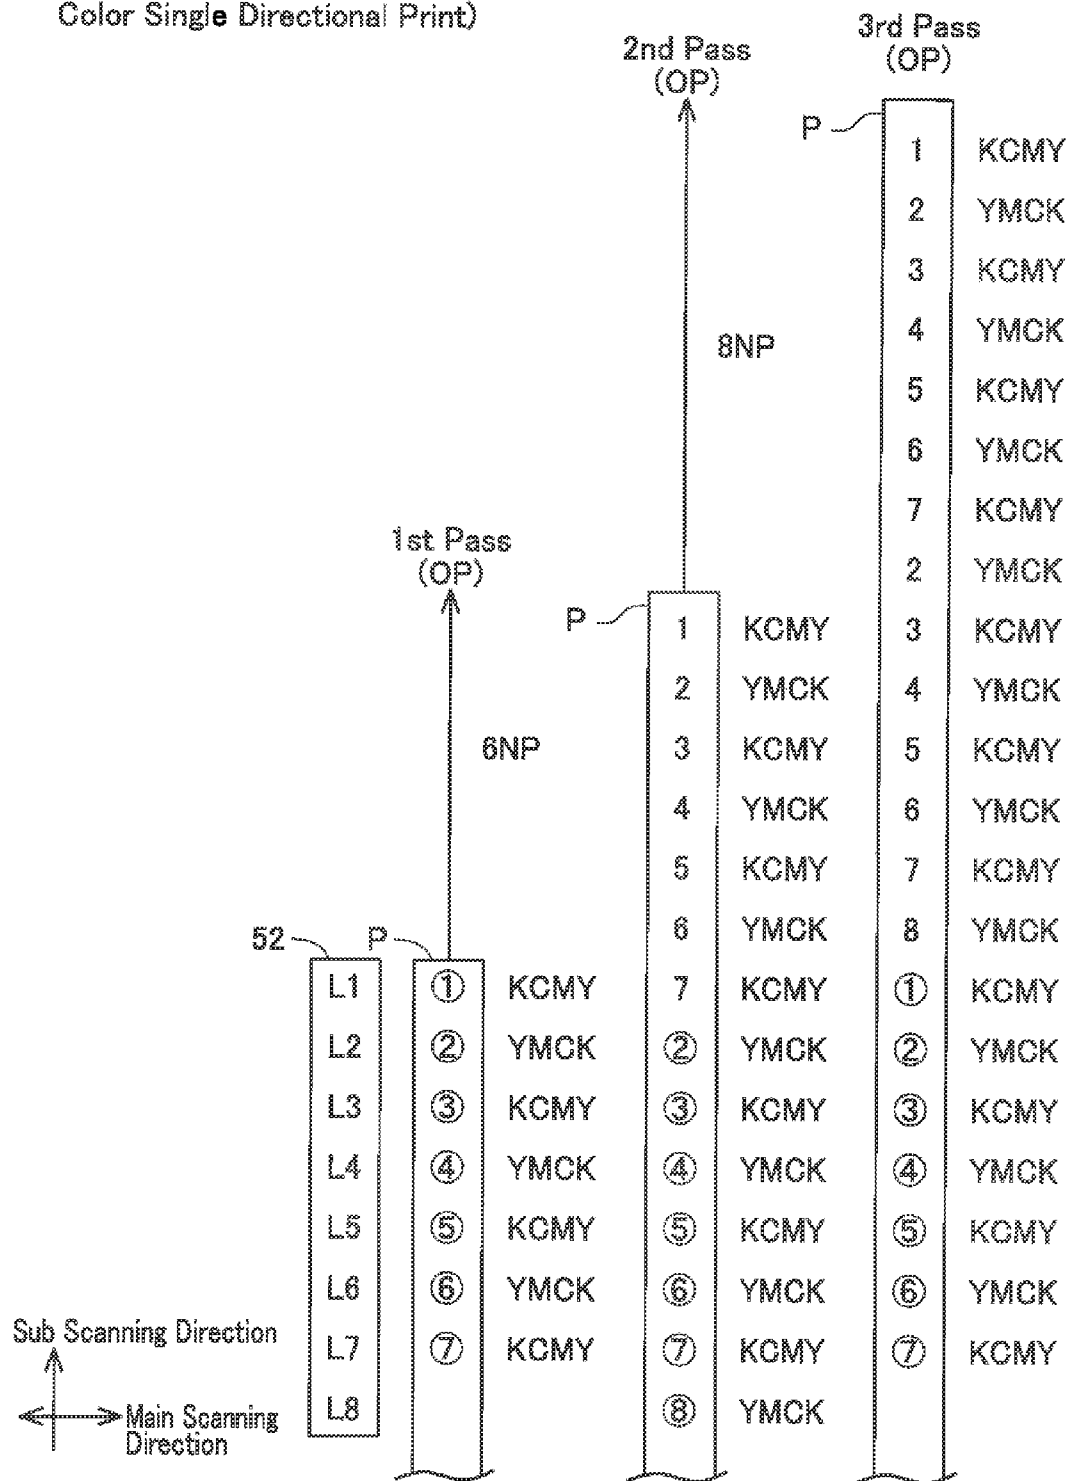 Color Single Directional Print)
3rd Pass
(OP)
2nd Pass
(OP)
P
1 KCMY
2 YMCK
3 KCMY
8NP 4 YMCK
5 KCMY
6 YMCK
7 KCMY
1st Pass
(OP)
2 YMCK
P 1 KCMY 3 KCMY
2 YMCK 4 YMCK
6NP 3 KCMY 5 KCMY
4 YMCK 6 YMCK
5 KCMY 7 KCMY
52 P 6 YMCK 8 YMCK
L1 ① KCMY 7 KCMY ① KCMY
L2 ② YMCK ② YMCK ② YMCK
L3 ③ KCMY ③ KCMY ③ KCMY
L4 ④ YMCK ④ YMCK ④ YMCK
L5 ⑤ KCMY ⑤ KCMY ⑤ KCMY
L6 ⑥ YMCK ⑥ YMCK ⑥ YMCK
Sub Scanning Direction
L7 ⑦ KCMY ⑦ KCMY ⑦ KCMY
L8 ⑧ YMCK
Main Scanning
Direction